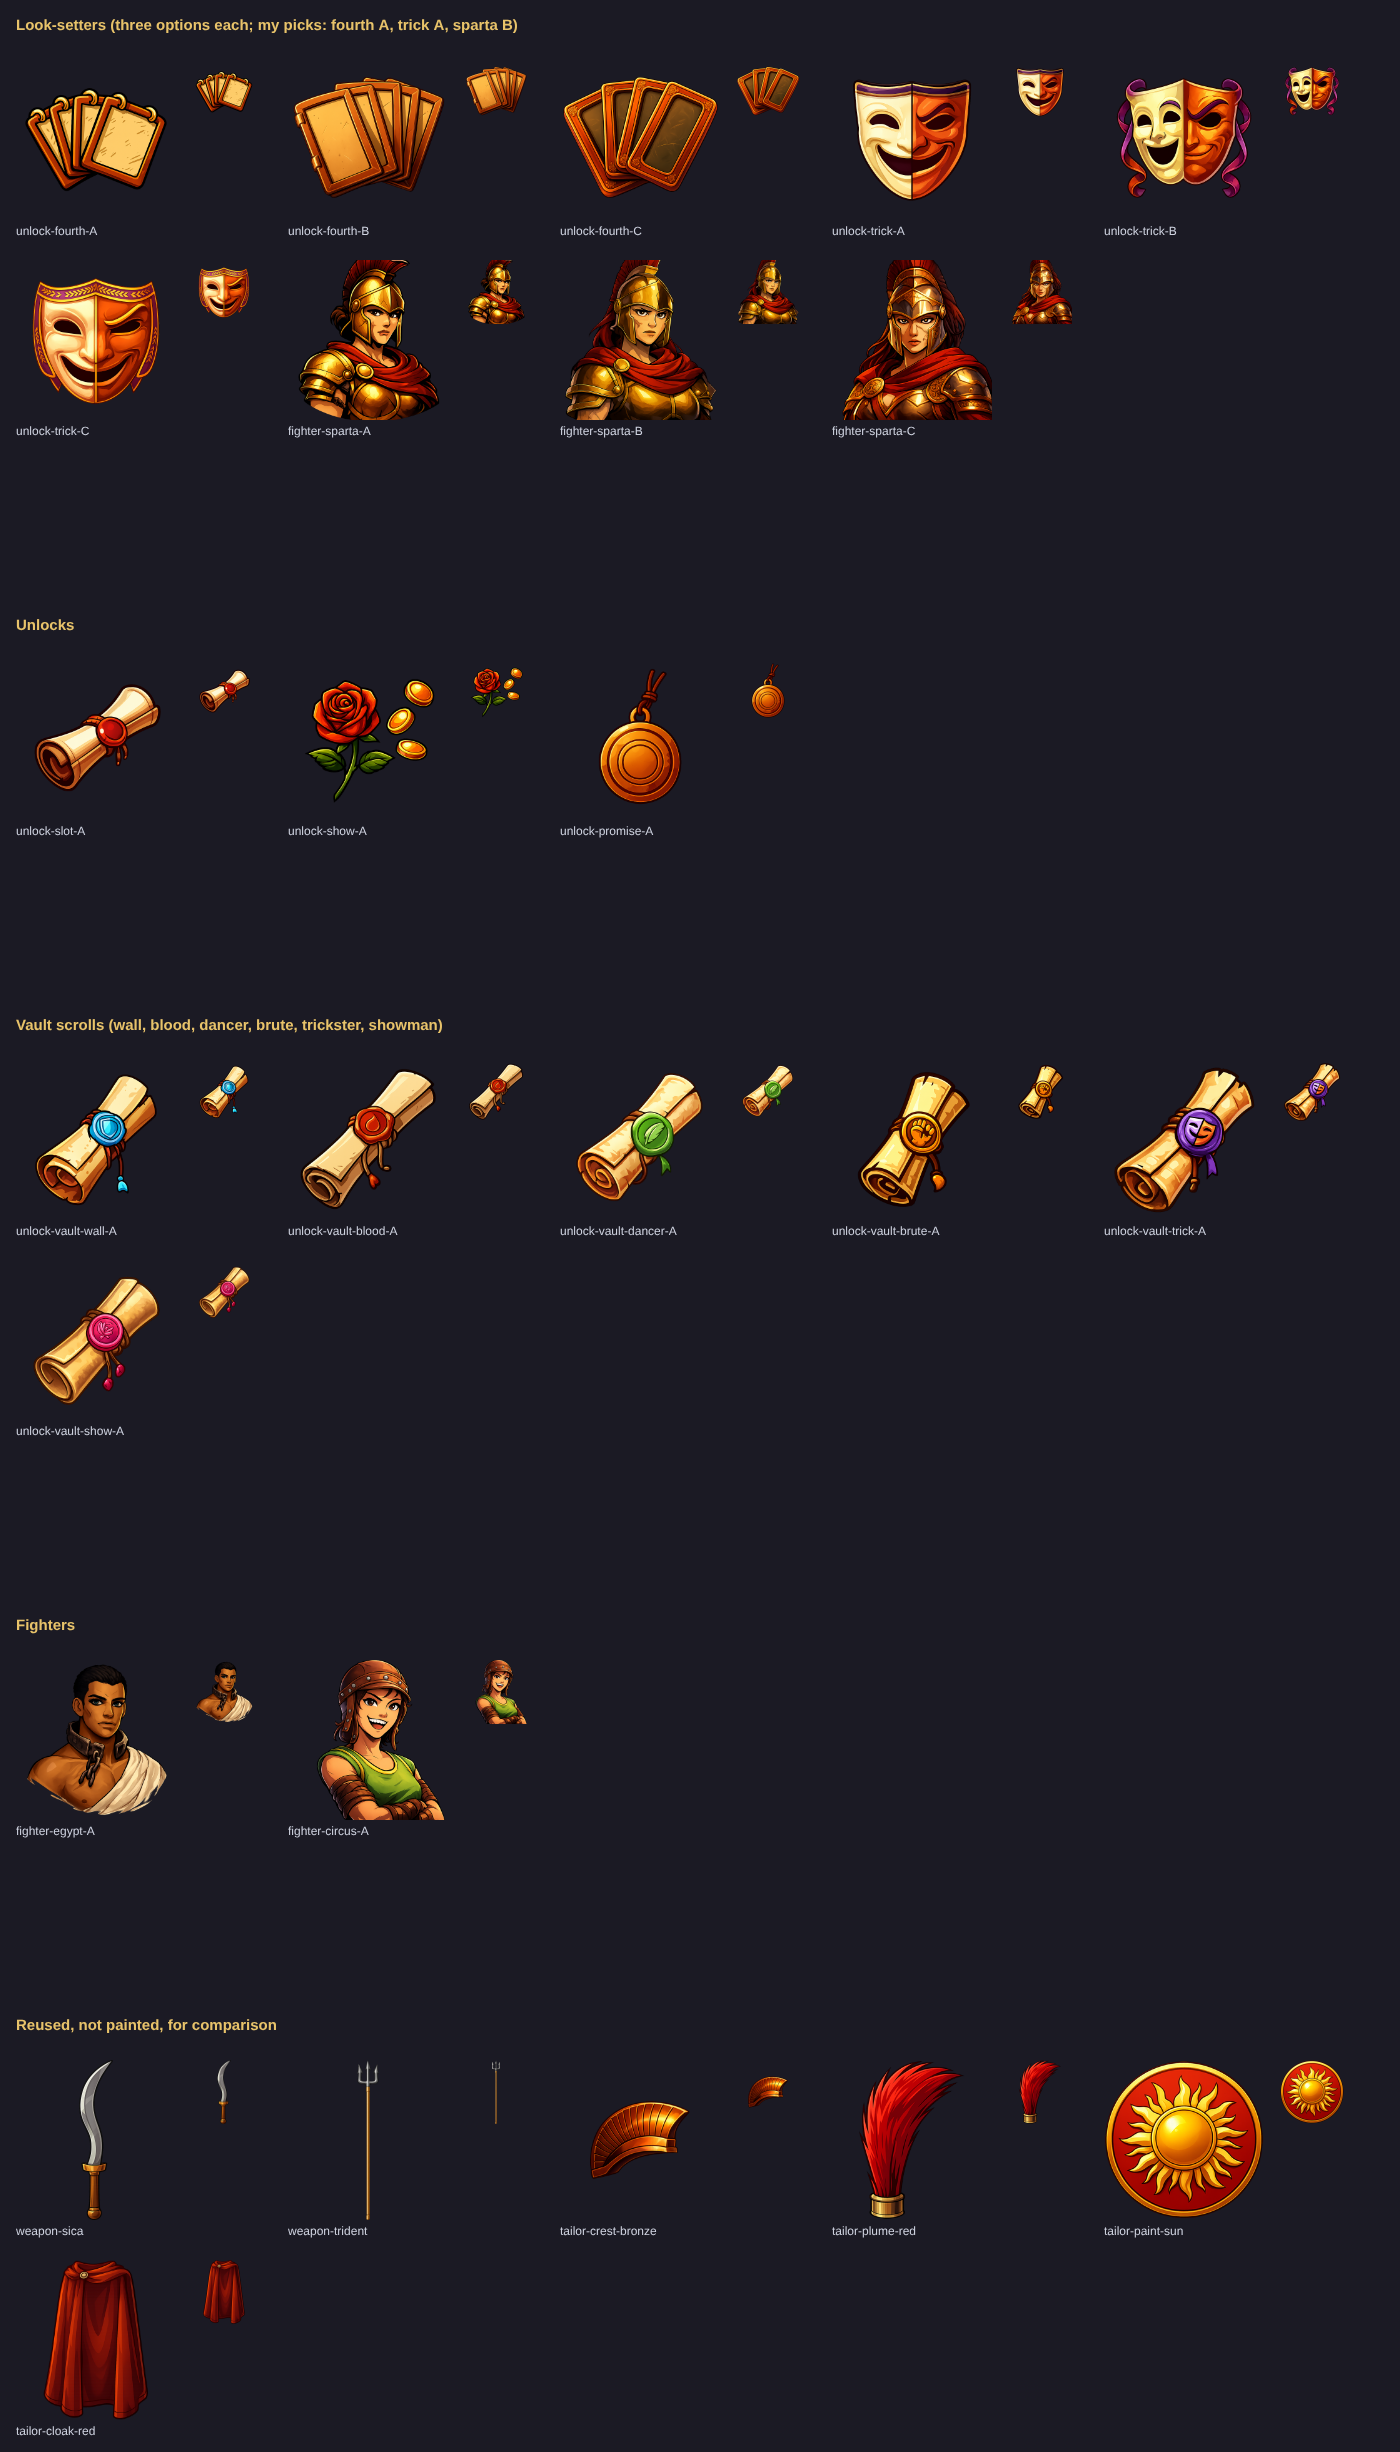 Look-setters (three options each; my picks: fourth A, trick A, sparta B)
unlock-fourth-A
unlock-fourth-B
unlock-fourth-C
unlock-trick-A
unlock-trick-B
unlock-trick-C
fighter-sparta-A
fighter-sparta-B
fighter-sparta-C
Unlocks
unlock-slot-A
unlock-show-A
unlock-promise-A
Vault scrolls (wall, blood, dancer, brute, trickster, showman)
unlock-vault-wall-A
unlock-vault-blood-A
unlock-vault-dancer-A
unlock-vault-brute-A
unlock-vault-trick-A
unlock-vault-show-A
Fighters
fighter-egypt-A
fighter-circus-A
Reused, not painted, for comparison
weapon-sica
weapon-trident
tailor-crest-bronze
tailor-plume-red
tailor-paint-sun
tailor-cloak-red